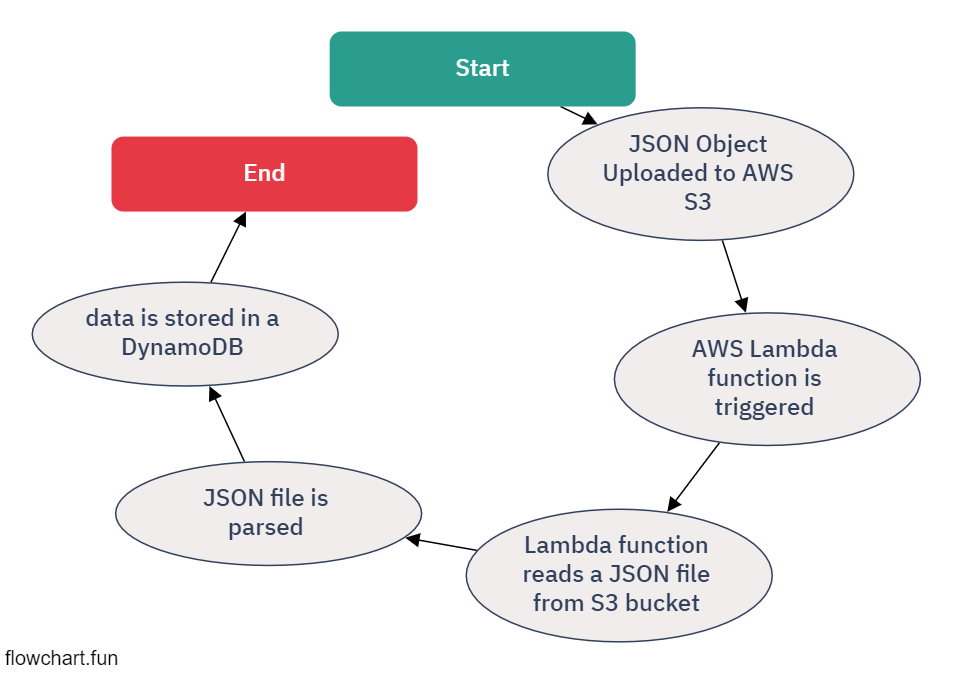 Start
JSON Object
Uploaded to AWS
S3
AWS Lambda
function is
triggered
Lambda function
reads a JSON file
from S3 bucket
JSON file is
parsed
data is stored in a
DynamoDB
End
flowchart.fun